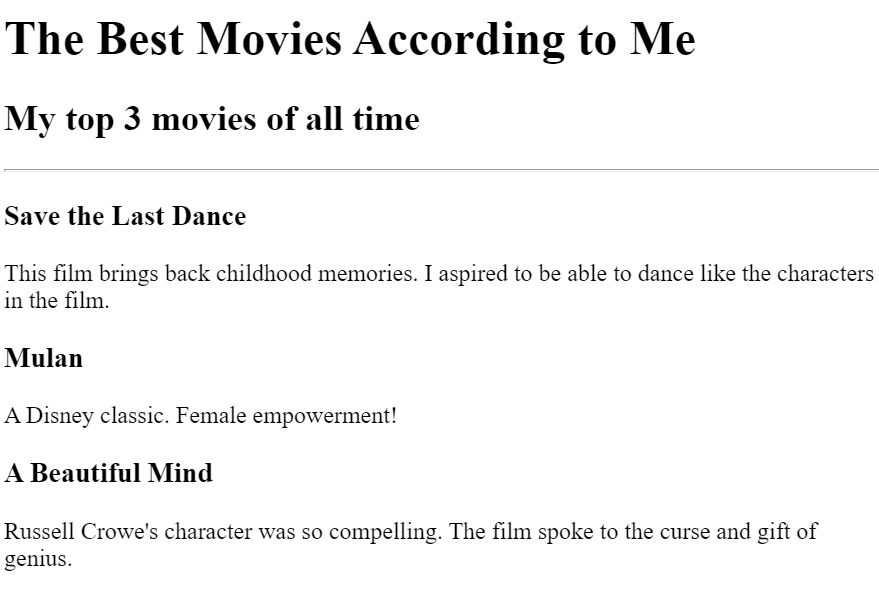 The Best Movies According to Me
My top 3 movies of all time
Save the Last Dance
This film brings back childhood memories. I aspired to be able to dance like the characters
in the film.
Mulan
A Disney classic. Female empowerment!
A Beautiful Mind
Russell Crowe's character was so compelling. The film spoke to the curse and gift of
genius.